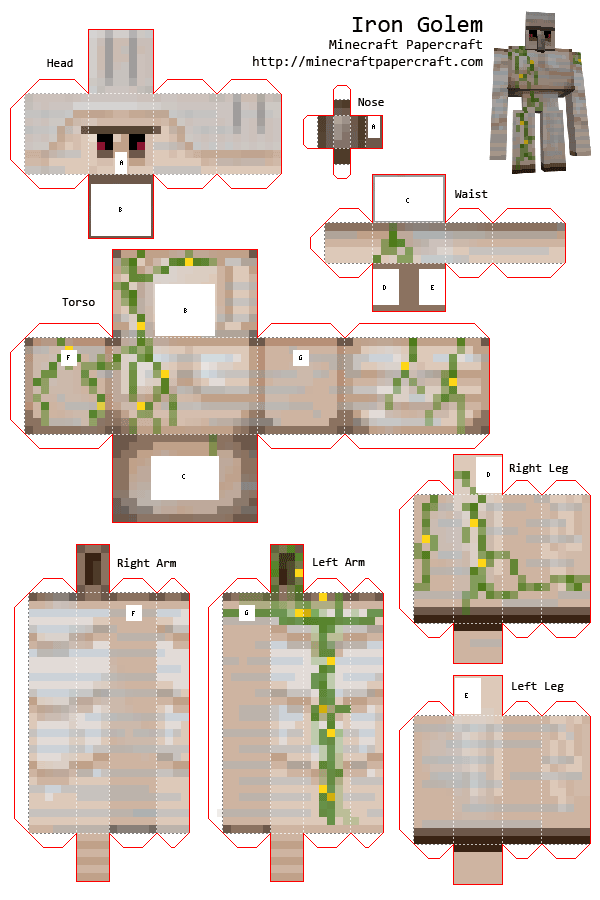 Iron Golem
Minecraft Papercraft
http://minecraftpapercraft.com
Head
Nose
A
A
B
Waist
C
D
E
Torso
B
F
G
C
Right Leg
D
Right Arm
F
Left Arm
G
Left Leg
E